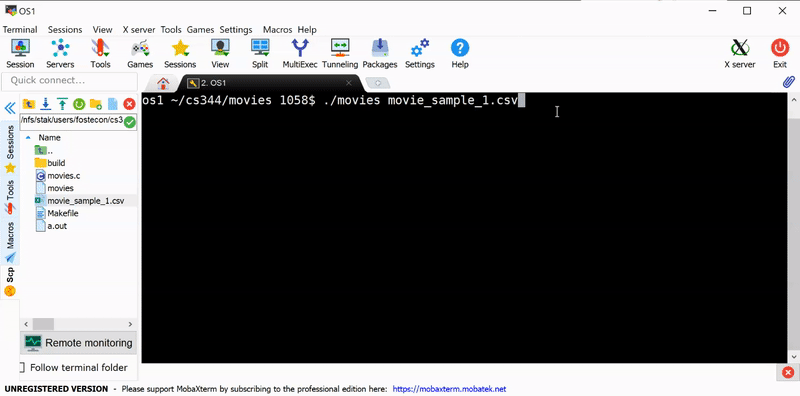 OS1
Terminal Sessions View X server Tools Games Settings Macros Help
Session Servers Tools Games Sessions View Split MultiExec Tunneling Packages Settings Help X server Exit
Quick connect...
2. OS1
/nfs/stak/users/fostecon/cs3
Name
..
build
movies.c
movies
movie_sample_1.csv
Makefile
a.out
Sessions
Tools
Macros
Scp
os1 ~/cs344/movies 1058$ ./movies movie_sample_1.csv
Remote monitoring
Follow terminal folder
UNREGISTERED VERSION - Please support MobaXterm by subscribing to the professional edition here: https://mobaxterm.mobatek.net